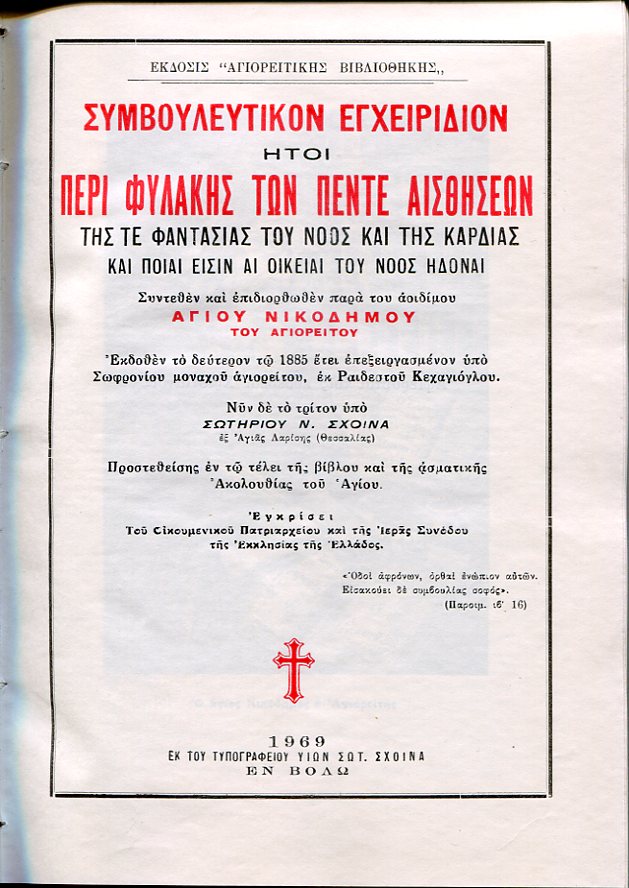 ΕΚΔΟΣΙΣ "ΑΓΙΟΡΕΙΤΙΚΗΣ ΒΙΒΛΙΟΘΗΚΗΣ,,
ΣΥΜΒΟΥΛΕΥΤΙΚΟΝ ΕΓΧΕΙΡΙΔΙΟΝ
ΗΤΟΙ
ΠΕΡΙ ΦΥΛΑΚΗΣ ΤΩΝ ΠΕΝΤΕ ΑΙΣΘΗΣΕΩΝ
ΤΗΣ ΤΕ ΦΑΝΤΑΣΙΑΣ ΤΟΥ ΝΟΟΣ ΚΑΙ ΤΗΣ ΚΑΡΔΙΑΣ
ΚΑΙ ΠΟΙΑΙ ΕΙΣΙΝ ΑΙ ΟΙΚΕΙΑΙ ΤΟΥ ΝΟΟΣ ΗΔΟΝΑΙ
Συντεθὲν καὶ ἐπιδιορθωθὲν παρὰ του ἀοιδίμου
ΑΓΙΟΥ ΝΙΚΟΔΗΜΟΥ
ΤΟΥ ΑΓΙΟΡΕΙΤΟΥ
Ἐκδοθὲν τὸ δεύτερον τῷ 1885 ἔτει ἐπεξειργασμένον ὑπὸ
Σωφρονίου μοναχοῦ ἁγιορείτου, ἐκ Ραιδεστοῦ Κεχαγιόγλου.
Νῦν δὲ τὸ τρίτον ὑπὸ
ΣΩΤΗΡΙΟΥ Ν. ΣΧΟΙΝΑ
ἐξ Ἁγιᾶς Λαρίσης (Θεσσαλίας)
Προστεθείσης ἐν τῷ τέλει τῆς βίβλου καὶ τῆς ᾀσματικῆς
Ἀκολουθίας τοῦ Ἁγίου.
Ἐγκρίσει
Τοῦ Οἰκουμενικοῦ Πατριαρχείου καὶ τῆς Ἱερᾶς Συνόδου
τῆς Ἐκκλησίας τῆς Ἑλλάδος.
«Ὁδοὶ ἀφρόνων, ὀρθαὶ ἐνώπιον αὐτῶν.
Εἰσακούει δὲ συμβουλίας σοφός».
(Παροιμ. ιβ' 16)
1969
ΕΚ ΤΟΥ ΤΥΠΟΓΡΑΦΕΙΟΥ ΥΙΩΝ ΣΩΤ. ΣΧΟΙΝΑ
ΕΝ ΒΟΛΩ